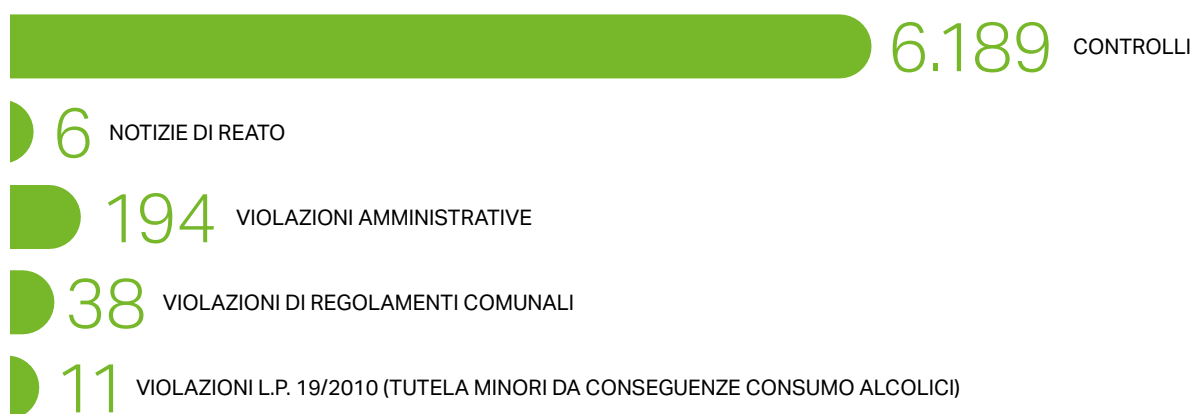 6.189 CONTROLLI
6 NOTIZIE DI REATO
194 VIOLAZIONI AMMINISTRATIVE
38 VIOLAZIONI DI REGOLAMENTI COMUNALI
11 VIOLAZIONI L.P. 19/2010 (TUTELA MINORI DA CONSEGUENZE CONSUMO ALCOLICI)